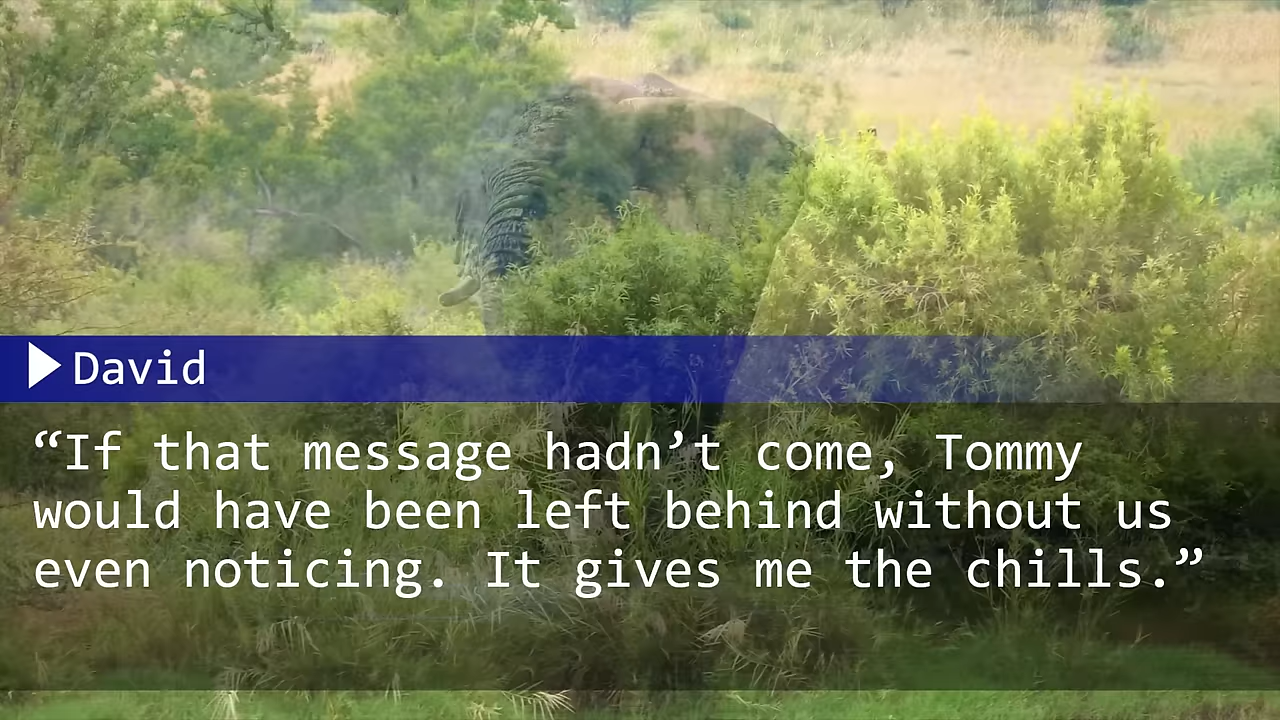 David
“If that message hadn’t come, Tommy
would have been left behind without us
even noticing. It gives me the chills.”